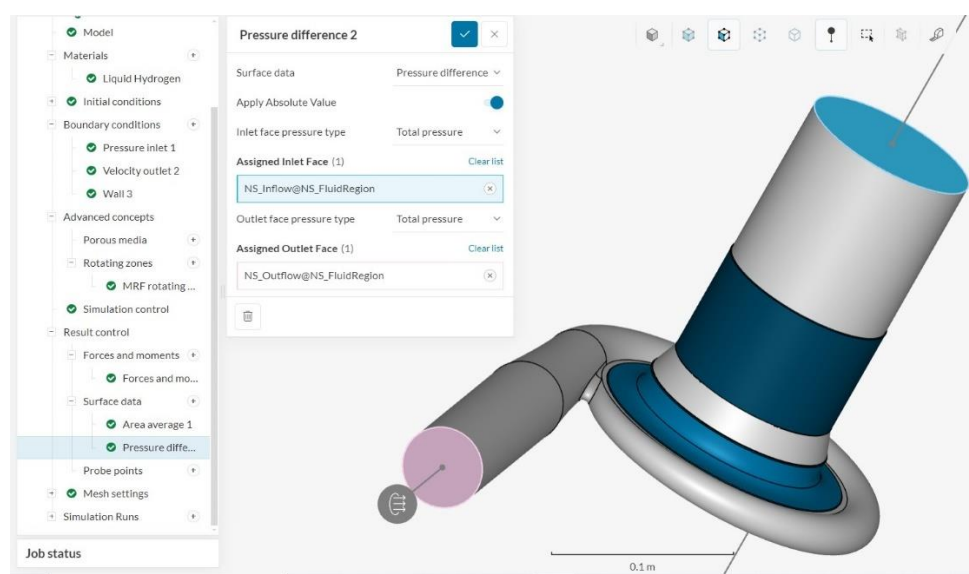 Model
Materials
Liquid Hydrogen
Initial conditions
Boundary conditions
Pressure inlet 1
Velocity outlet 2
Wall 3
Advanced concepts
Porous media
Rotating zones
MRF rotating ...
Simulation control
Result control
Forces and moments
Forces and mo...
Surface data
Area average 1
Pressure diffe...
Probe points
Mesh settings
Simulation Runs
Job status
Pressure difference 2
Surface data Pressure difference
Apply Absolute Value
Inlet face pressure type Total pressure
Assigned Inlet Face (1) Clear list
NS_Inflow@NS_FluidRegion
Outlet face pressure type Total pressure
Assigned Outlet Face (1) Clear list
NS_Outflow@NS_FluidRegion
0.1 m